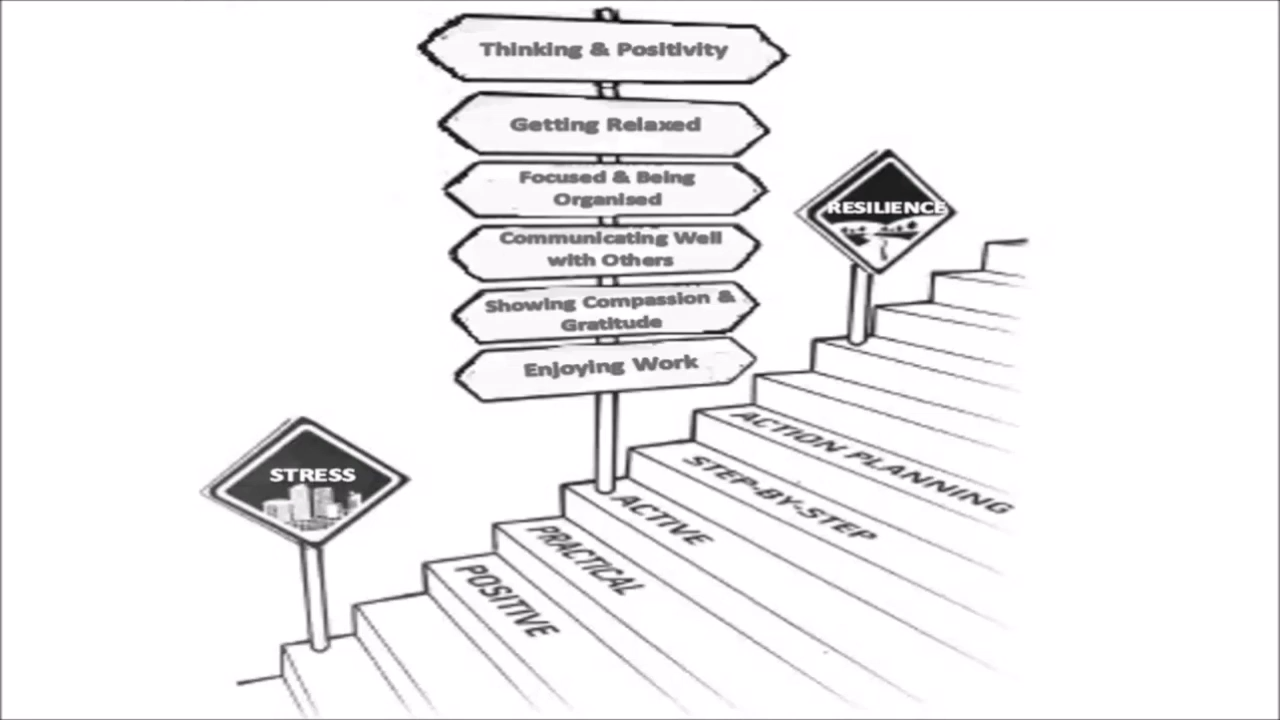 Thinking & Positivity
Getting Relaxed
Focused & Being
Organised
Communicating Well
with Others
Showing Compassion &
Gratitude
Enjoying Work
RESILIENCE
STRESS
ACTION PLANNING
STEP-BY-STEP
ACTIVE
PRACTICAL
POSITIVE